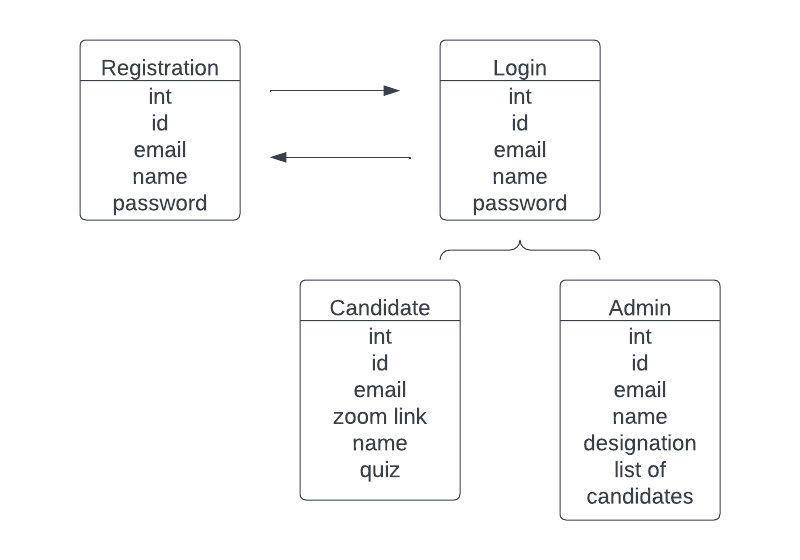 Registration
int
id
email
name
password
Login
int
id
email
name
password
Candidate
int
id
email
zoom link
name
quiz
Admin
int
id
email
name
designation
list of
candidates